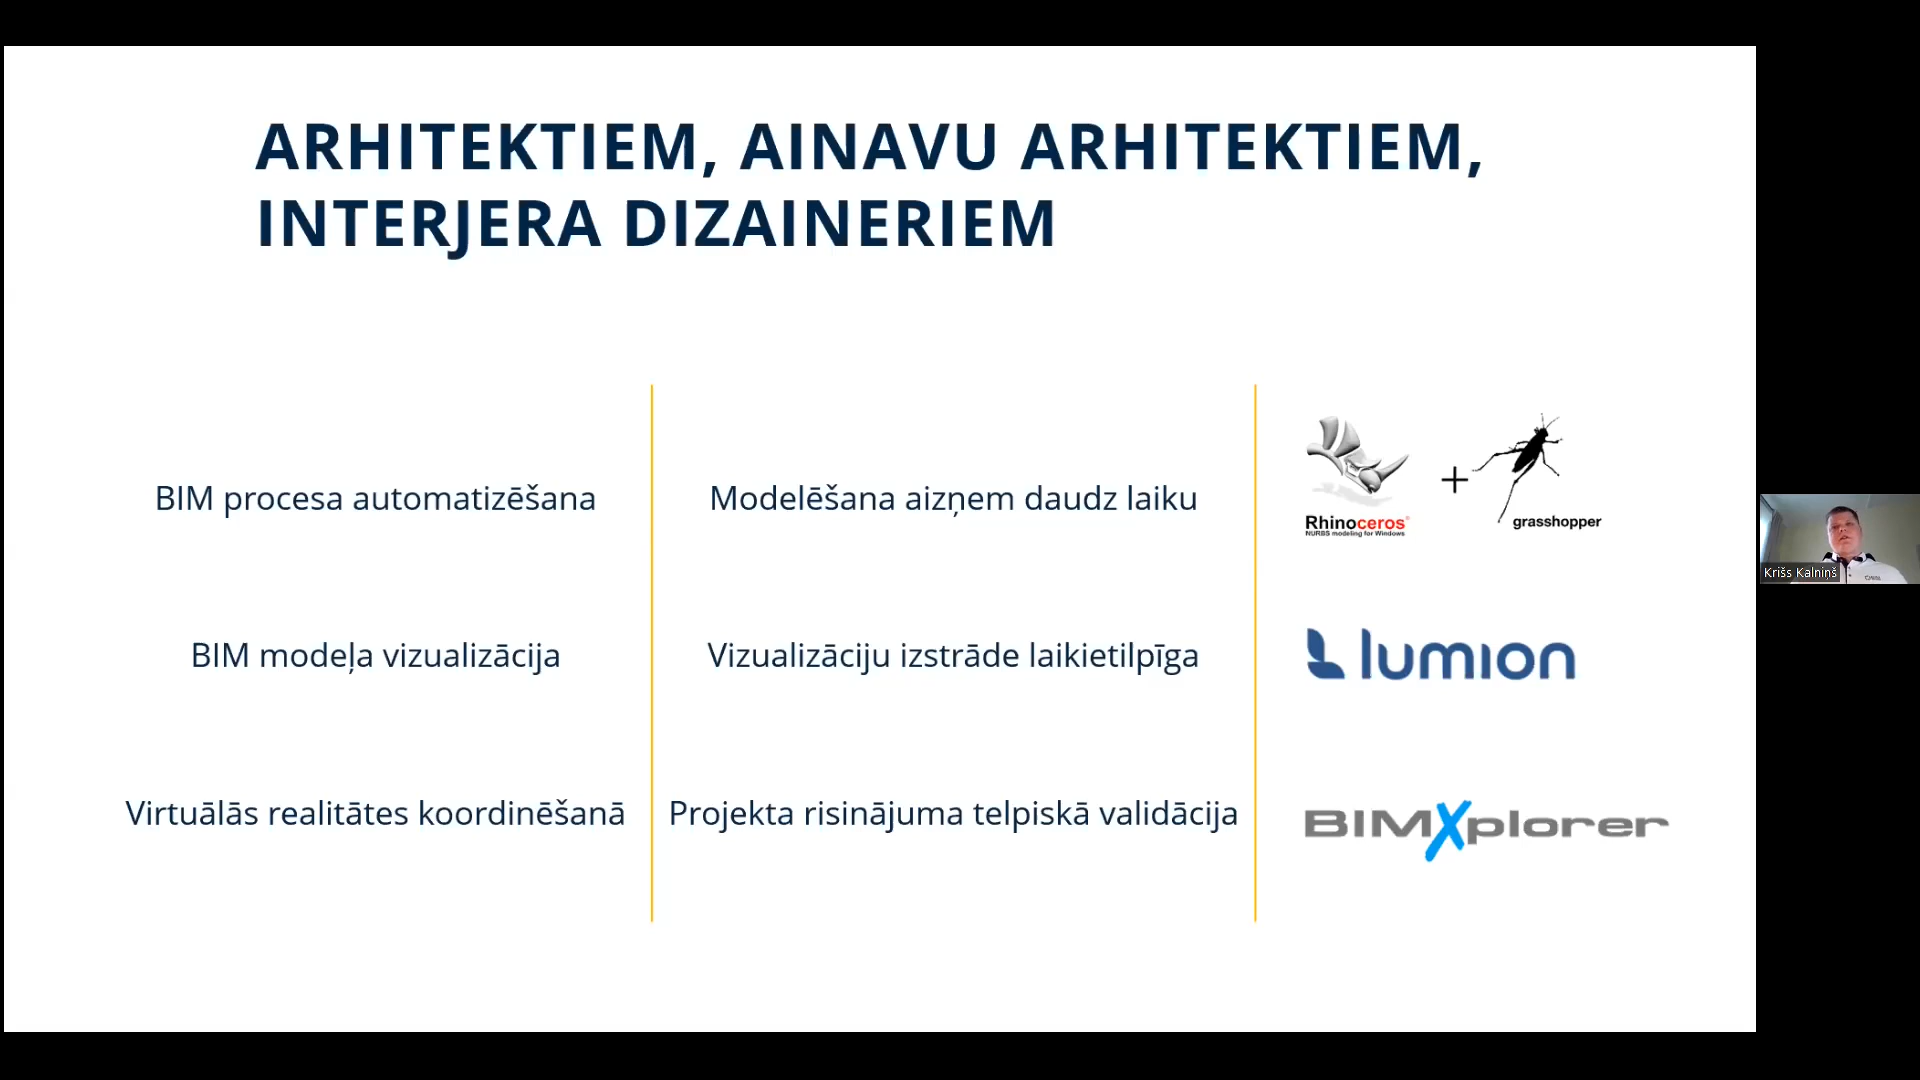 ARHITEKTIEM, AINAVU ARHITEKTIEM,
INTERJERA DIZAINERIEM
BIM procesa automatizēšana
Modelēšana aizņem daudz laiku
Rhinoceros®
NURBS modeling for Windows
+
grasshopper
BIM modeļa vizualizācija
Vizualizāciju izstrāde laikietilpīga
lumion
Virtuālās realitātes koordinēšanā
Projekta risinājuma telpiskā validācija
BIMXplorer
Krišs Kalniņš